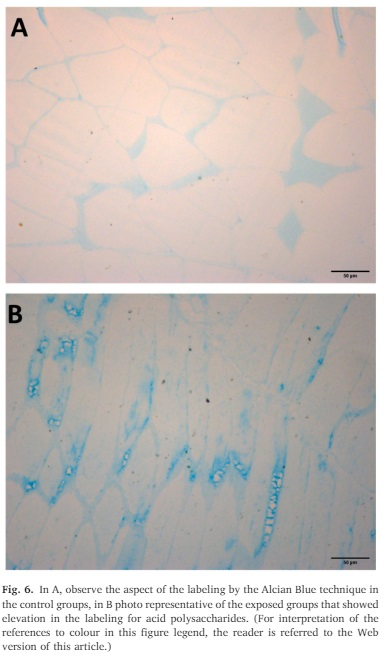 A
50 µm
B
50 µm
Fig. 6. In A, observe the aspect of the labeling by the Alcian Blue technique in
the control groups, in B photo representative of the exposed groups that showed
elevation in the labeling for acid polysaccharides. (For interpretation of the
references to colour in this figure legend, the reader is referred to the Web
version of this article.)